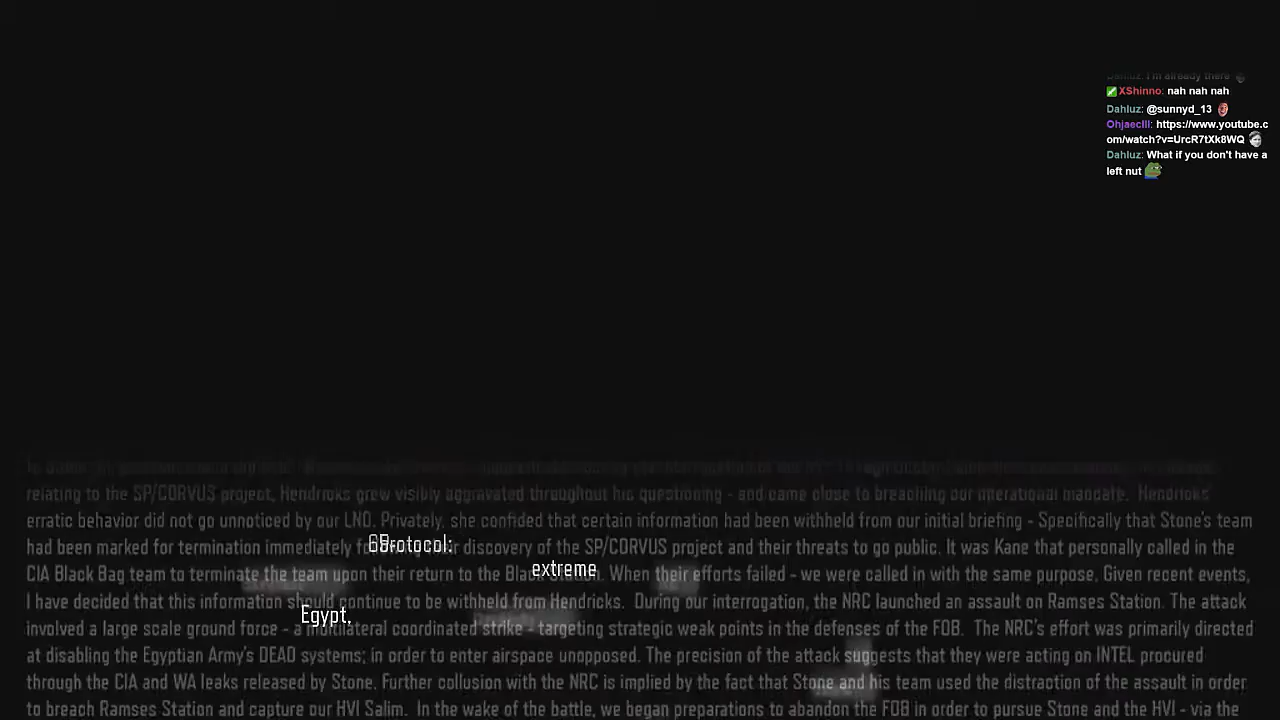 Dahluz: I'm already there
XShinno: nah nah nah
Dahluz: @sunnyd_13
Ohjaeclll: https://www.youtube.c
om/watch?v=UrcR7tXk8WQ
Dahluz: What if you don't have a
left nut
relating to the SP/CORVUS project, Hendricks grew visibly aggravated throughout his questioning - and came close to breaching our operational mandate. Hendricks'
erratic behavior did not go unnoticed by our LNO. Privately, she confided that certain information had been withheld from our initial briefing - Specifically that Stone's team
had been marked for termination immediately discovery of the SP/CORVUS project and their threats to go public. It was Kane that personally called in the
CIA Black Bag team to terminate the team upon their return to the Black Station. When their efforts failed - we were called in with the same purpose. Given recent events,
extreme
I have decided that this information should continue to be withheld from Hendricks. During our interrogation, the NRC launched an assault on Ramses Station. The attack
Egypt,
involved a large scale ground force - a multilateral coordinated strike - targeting strategic weak points in the defenses of the FOB. The NRC's effort was primarily directed
at disabling the Egyptian Army's DEAD systems; in order to enter airspace unopposed. The precision of the attack suggests that they were acting on INTEL procured
through the CIA and WA leaks released by Stone. Further collusion with the NRC is implied by the fact that Stone and his team used the distraction of the assault in order
to breach Ramses Station and capture our HVI Salim. In the wake of the battle, we began preparations to abandon the FOB in order to pursue Stone and the HVI - via the